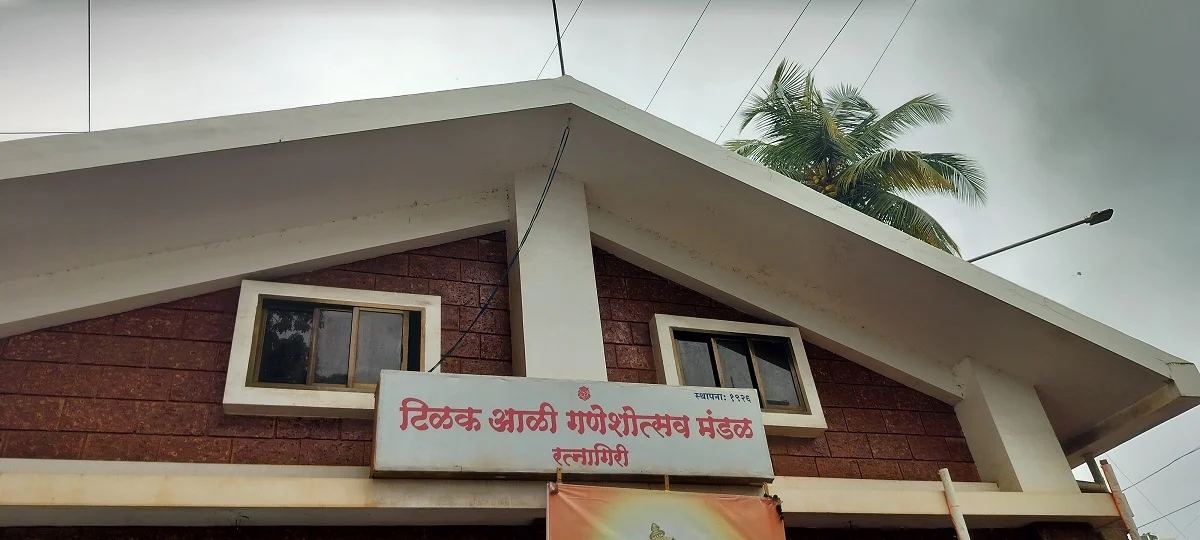 स्थापना: १९२६
टिळक आळी गणेशोत्सव मंडळ
रत्नागिरी